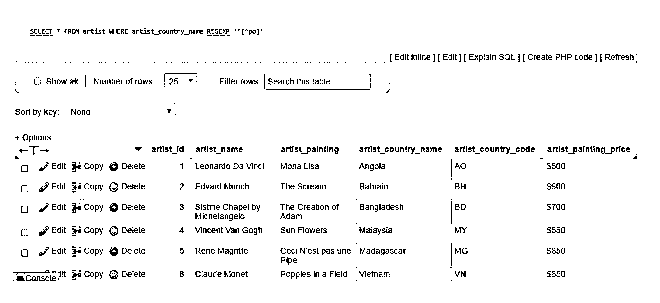 SELECT * FROM artist WHERE artist_country_name REGEXP '^[^po]'
[ Edit inline ] [ Edit ] [ Explain SQL ] [ Create PHP code ] [ Refresh ]
Show all Number of rows 25 Filter rows Search this table
Sort by key: None
+ Options
←T→ artist_id artist_name artist_painting artist_country_name artist_country_code artist_painting_price
Edit Copy Delete 1 Leonardo Da Vinci Mona Lisa Angola AO $600
Edit Copy Delete 2 Edvard Munch The Scream Bahrain BH $900
Edit Copy Delete 3 Sistine Chapel by Michelangelo The Creation of Adam Bangladesh BD $700
Edit Copy Delete 4 Vincent Van Gogh Sun Flowers Malaysia MY $550
Edit Copy Delete 5 Rene Magritte Ceci N'est pas une Pipe Madagascar MG $850
Edit Copy Delete 6 Claude Monet Poppies in a Field Vietnam VN $350
Console